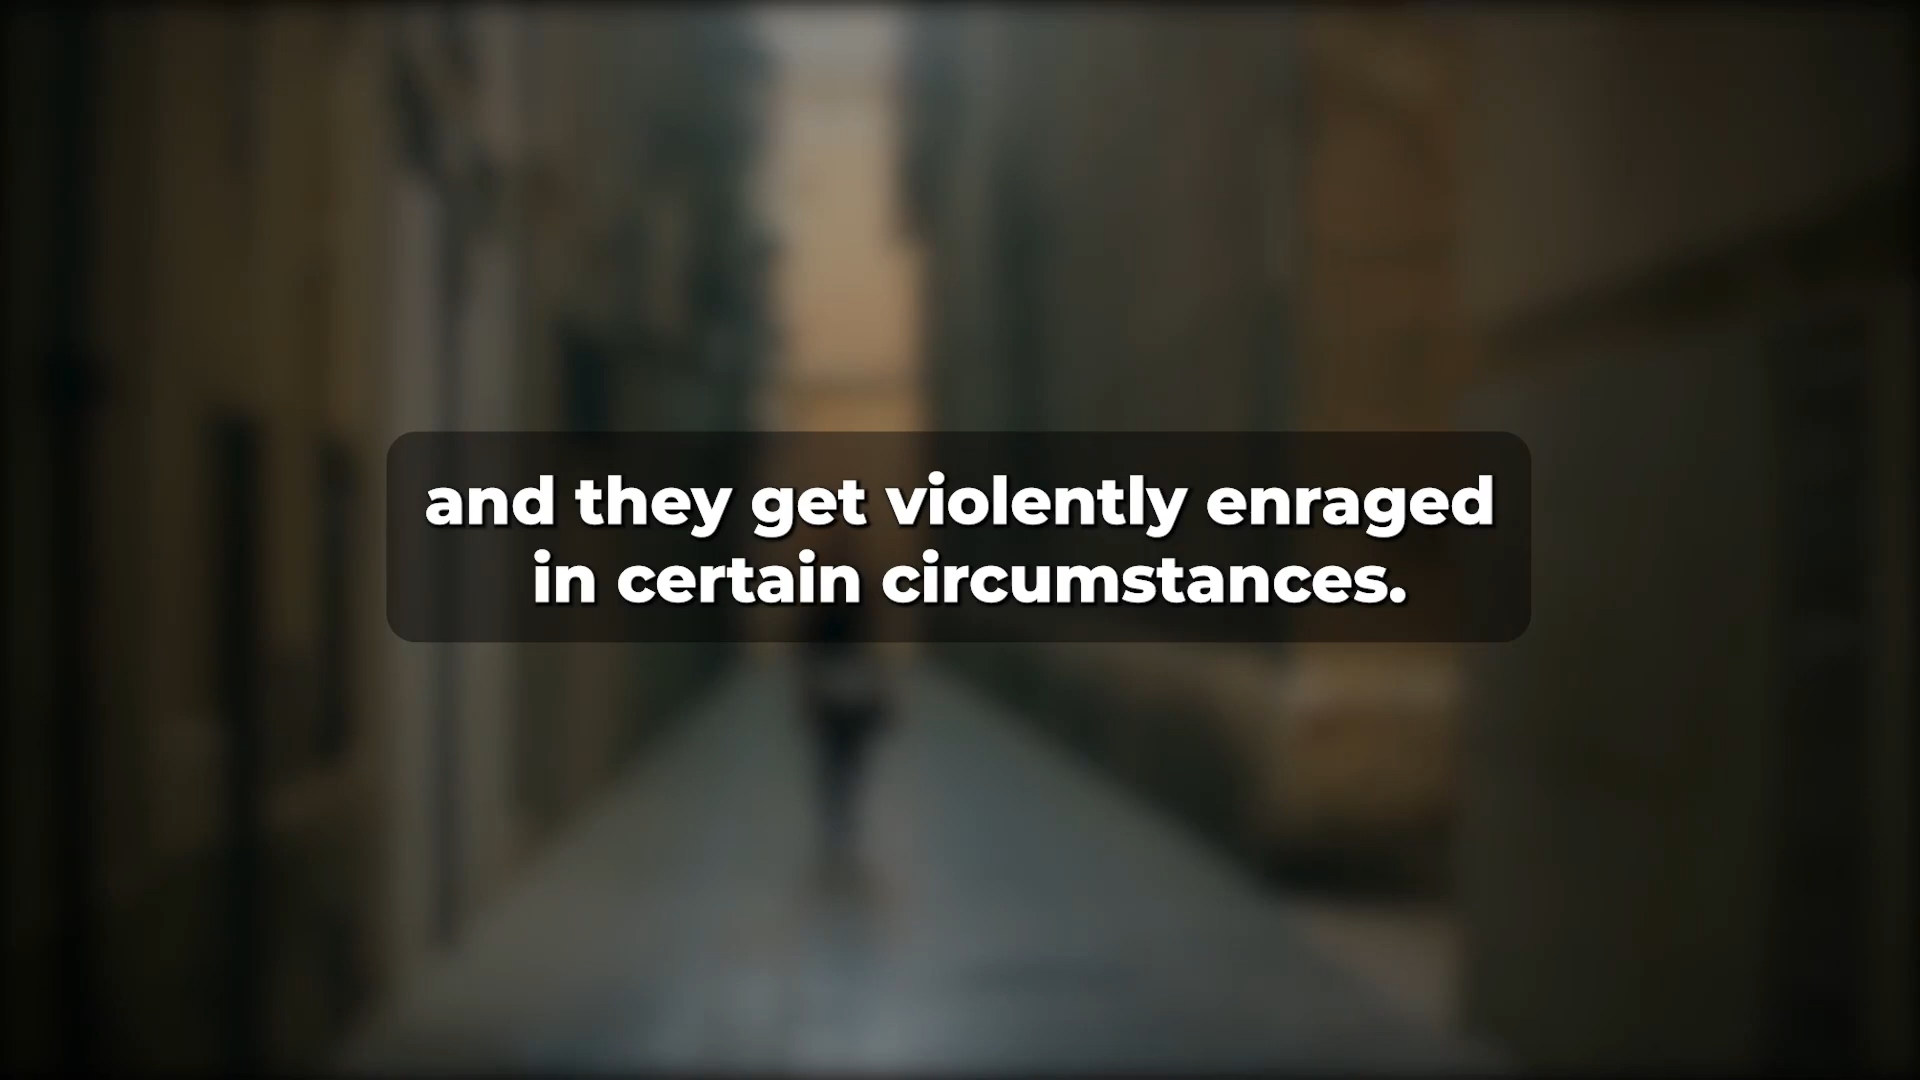 and they get violently enraged
in certain circumstances.